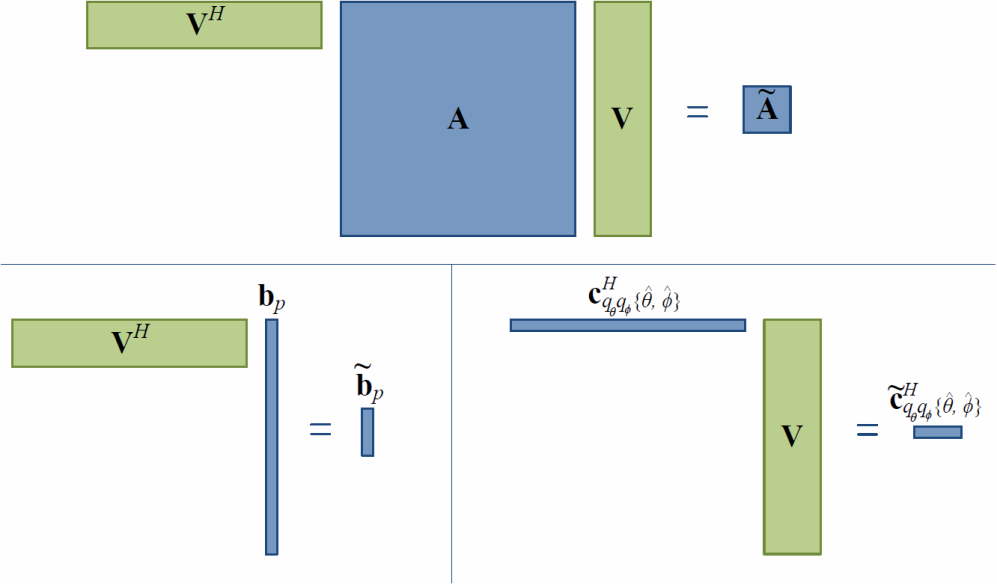 V^H A V = Ã
V^H b_p = b̃_p
c^H_{q_θ q_ϕ {θ̂, ϕ̂}} V = c̃^H_{q_θ q_ϕ {θ̂, ϕ̂}}